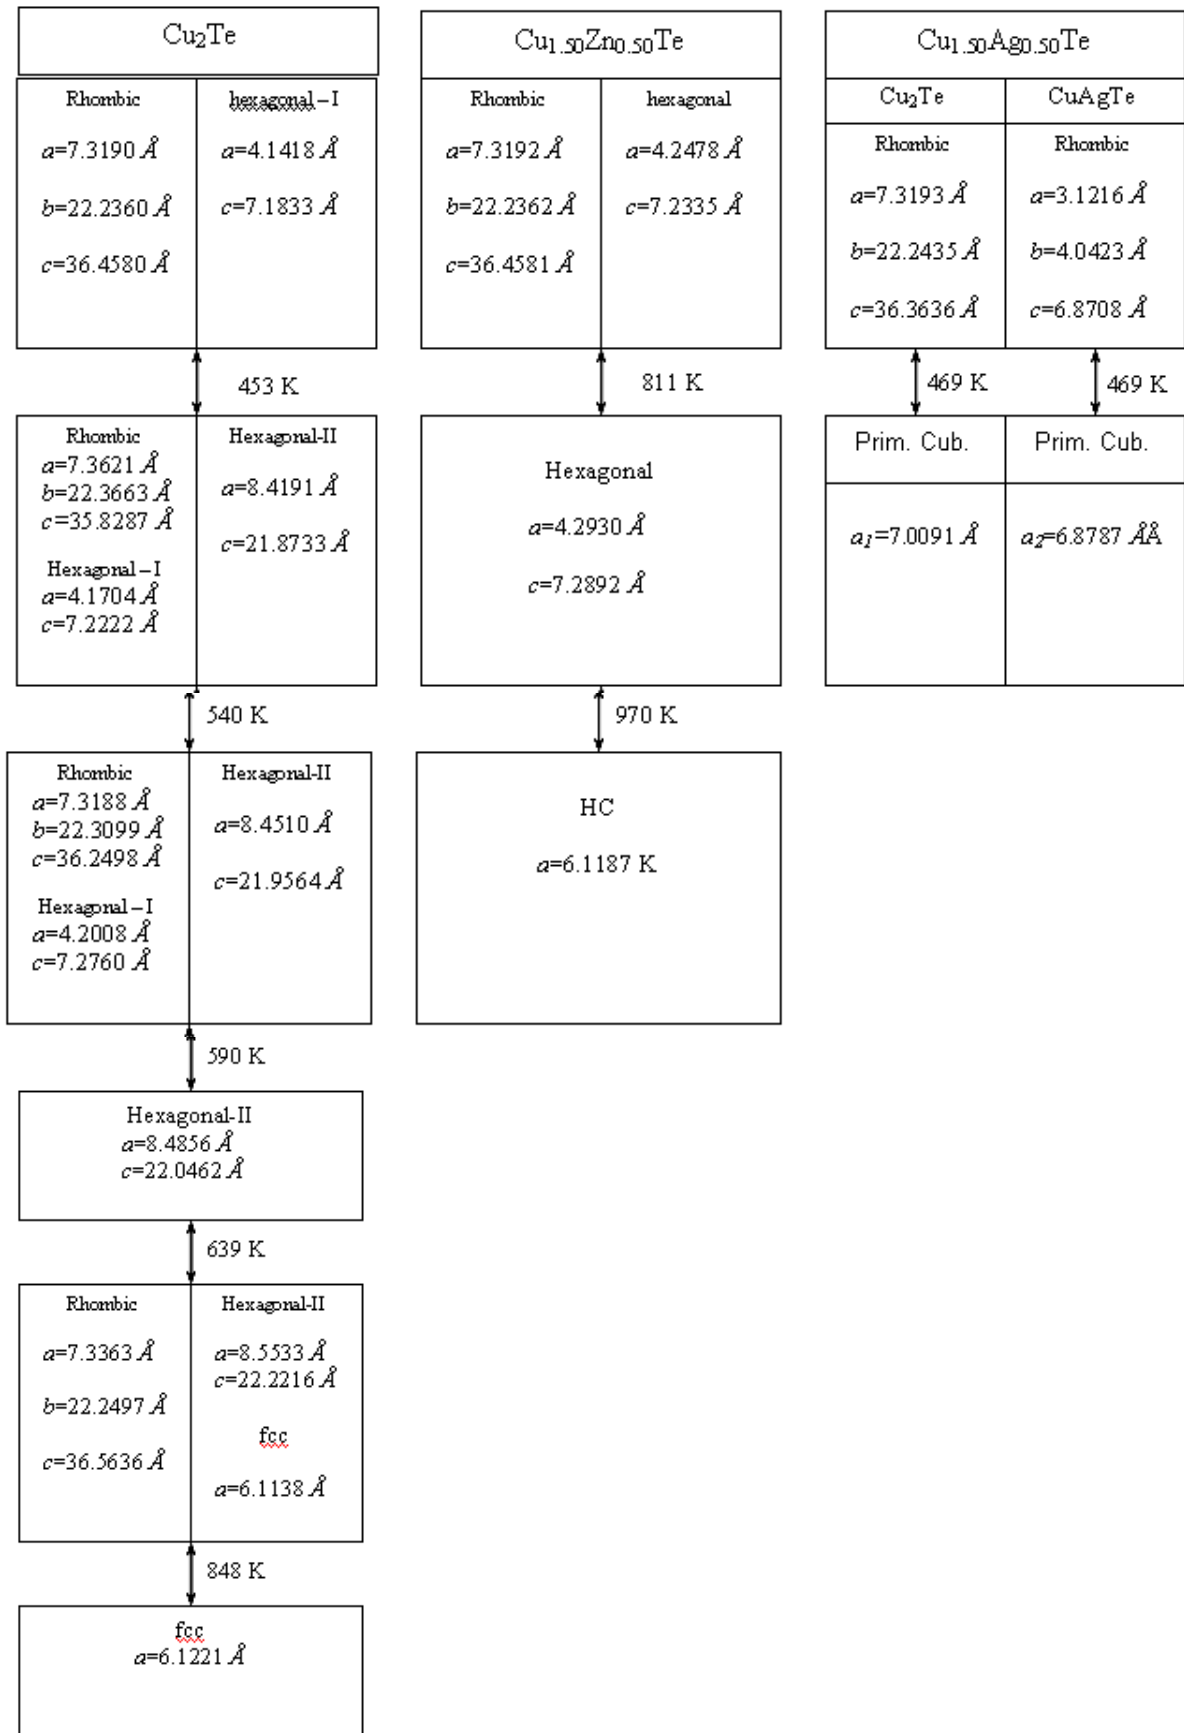 Cu₂Te
Rhombic
a=7.3190 Å
b=22.2360 Å
c=36.4580 Å
hexagonal–I
a=4.1418 Å
c=7.1833 Å
453 K
Rhombic
a=7.3621 Å
b=22.3663 Å
c=35.8287 Å
Hexagonal–I
a=4.1704 Å
c=7.2222 Å
Hexagonal-II
a=8.4191 Å
c=21.8733 Å
540 K
Rhombic
a=7.3188 Å
b=22.3099 Å
c=36.2498 Å
Hexagonal–I
a=4.2008 Å
c=7.2760 Å
Hexagonal-II
a=8.4510 Å
c=21.9564 Å
590 K
Hexagonal-II
a=8.4856 Å
c=22.0462 Å
639 K
Rhombic
a=7.3363 Å
b=22.2497 Å
c=36.5636 Å
Hexagonal-II
a=8.5533 Å
c=22.2216 Å
fcc
a=6.1138 Å
848 K
fcc
a=6.1221 Å
Cu₁.₅₀Zn₀.₅₀Te
Rhombic
a=7.3192 Å
b=22.2362 Å
c=36.4581 Å
hexagonal
a=4.2478 Å
c=7.2335 Å
811 K
Hexagonal
a=4.2930 Å
c=7.2892 Å
970 K
HC
a=6.1187 K
Cu₁.₅₀Ag₀.₅₀Te
Cu₂Te
Rhombic
a=7.3193 Å
b=22.2435 Å
c=36.3636 Å
469 K
Prim. Cub.
a₁=7.0091 Å
CuAgTe
Rhombic
a=3.1216 Å
b=4.0423 Å
c=6.8708 Å
469 K
Prim. Cub.
a₂=6.8787 ÅÅ